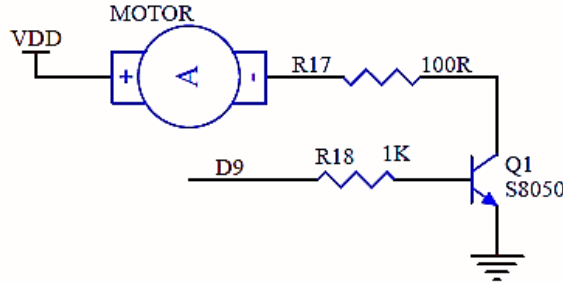 MOTOR
VDD
+ A -
R17 100R
D9 R18 1K
Q1
S8050